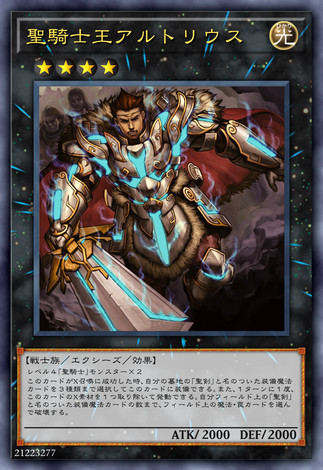 聖騎士王アルトリウス
光
【戦士族／エクシーズ／効果】
レベル４「聖騎士」モンスター×２
このカードがX召喚に成功した時、自分の墓地の「聖剣」と名のついた装備魔法
カードを３種類まで選択してこのカードに装備できる。また、１ターンに１度、
このカードのX素材を１つ取り除いて発動できる。自分フィールド上の「聖剣」
と名のついた装備魔法カードの数まで、フィールド上の魔法・罠カードを選ん
で破壊する。
ATK/ 2000 DEF/ 2000
21223277